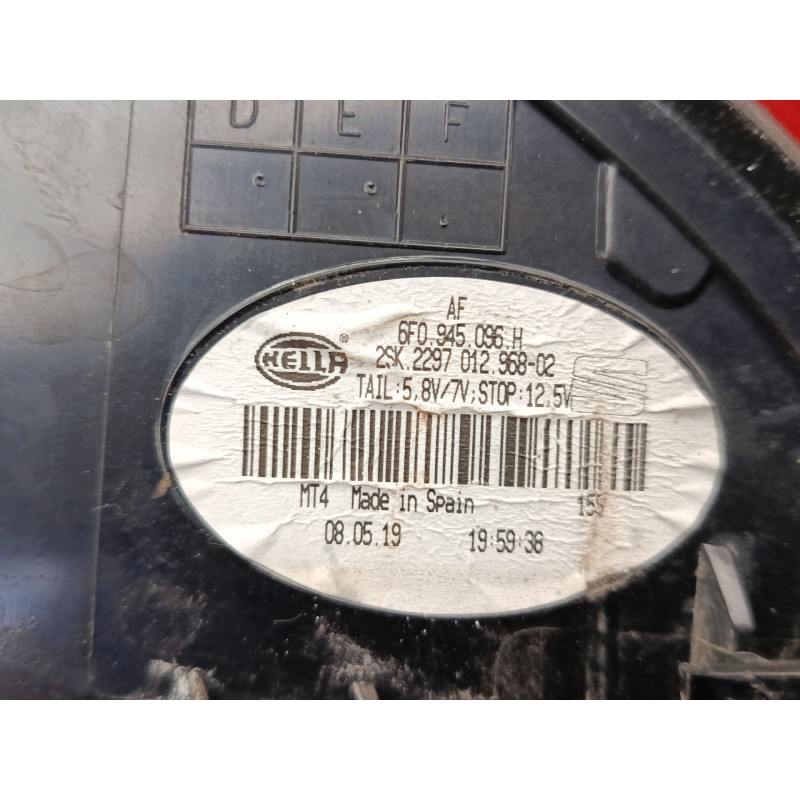 D E F
AF
6F0.945.096.H
HELLA ®
2SK.2297 012.968-02
TAIL:5,8V/7V;STOP:12,5V
MT4 Made in Spain 15S
08.05.19 19:59:36